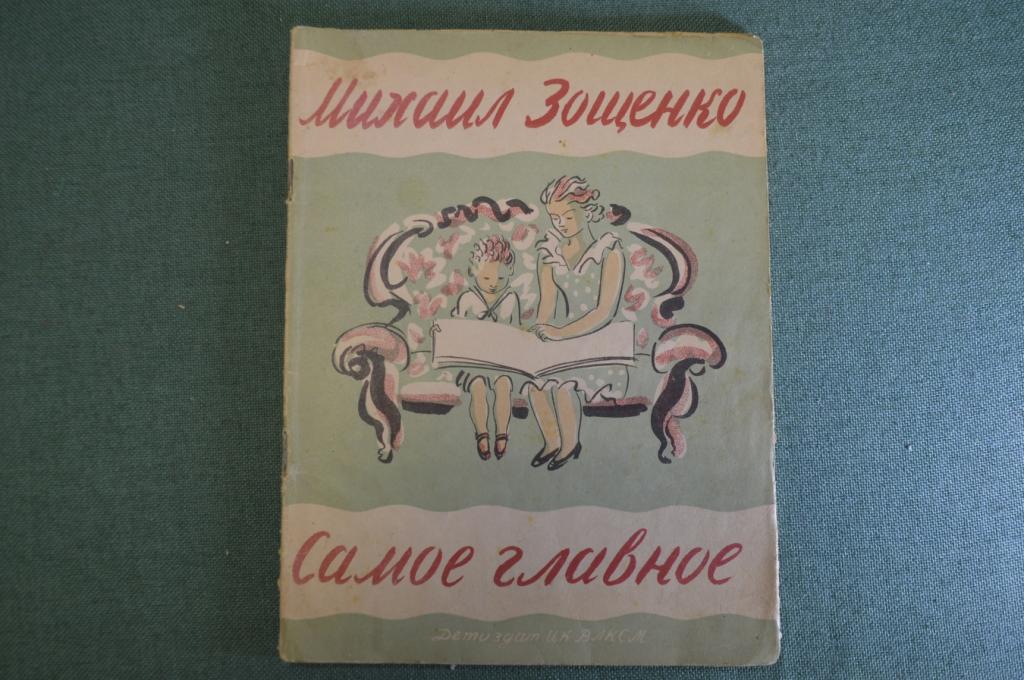 Михаил Зощенко
Самое главное
Детиздат ЦК ВЛКСМ